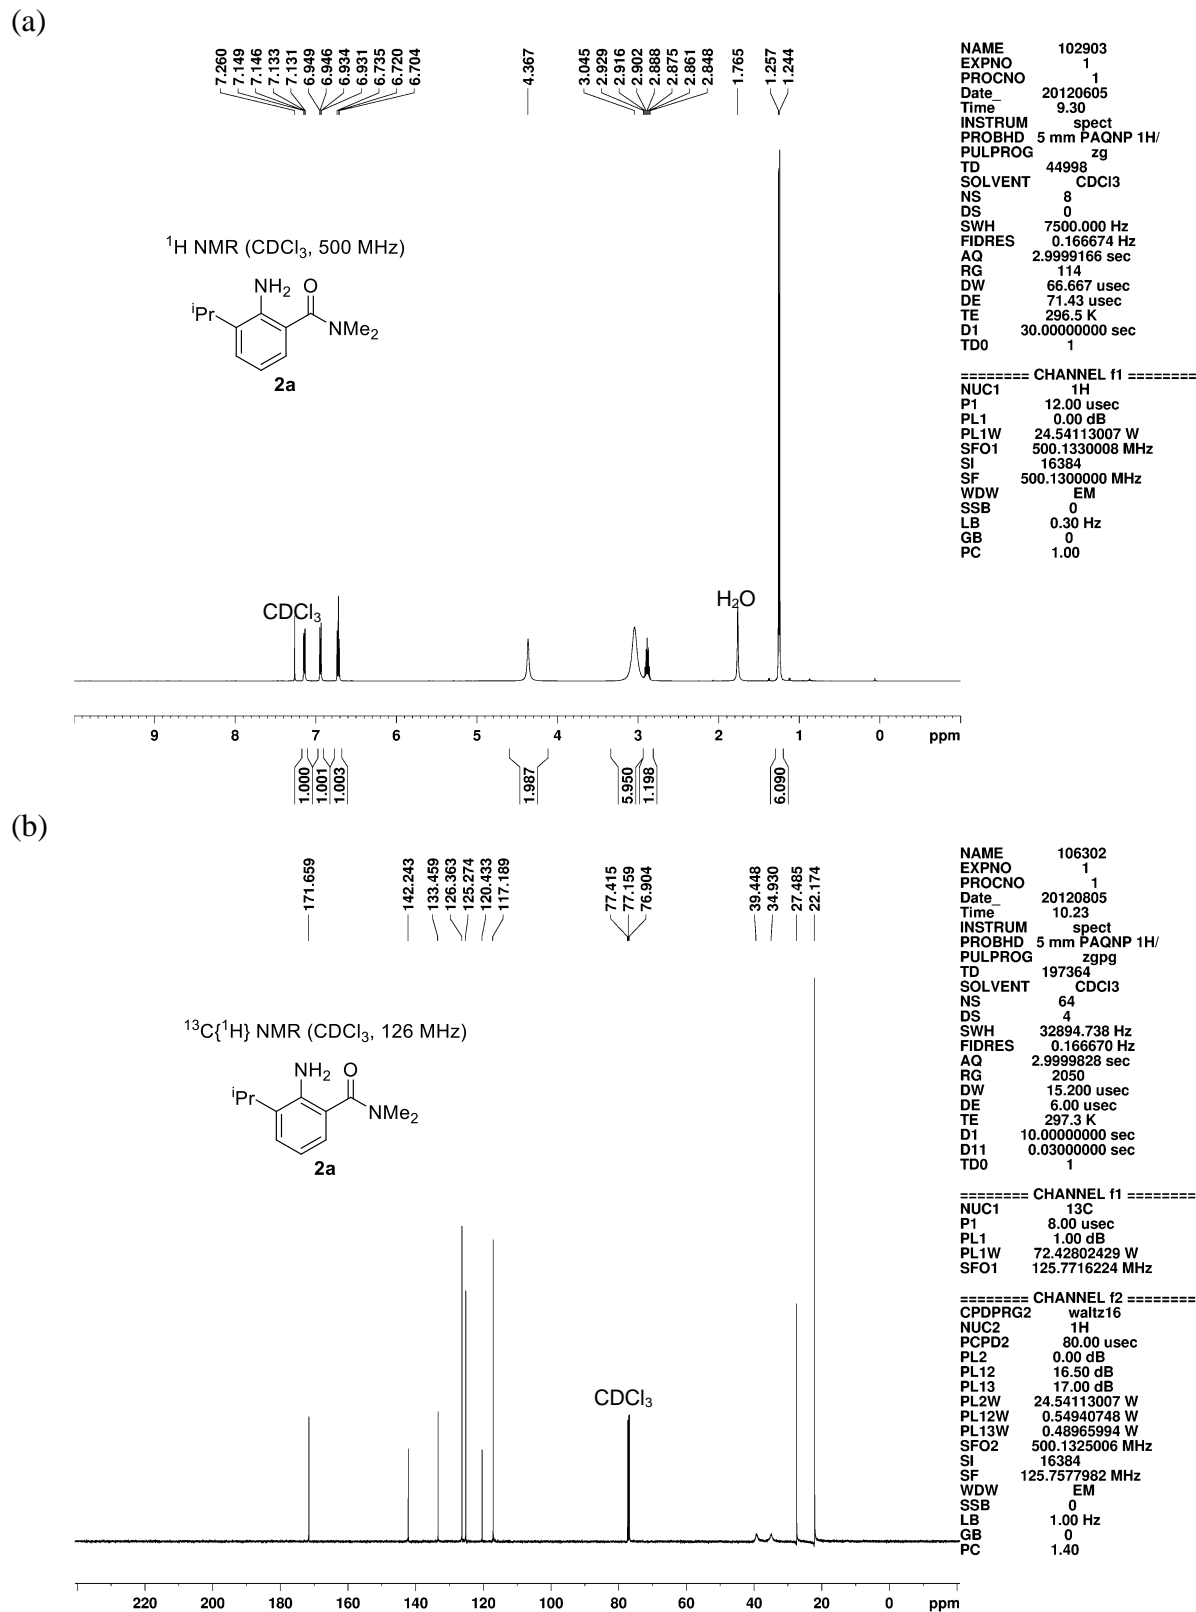 (a)
7.260
7.149
7.146
7.133
7.131
6.949
6.946
6.934
6.931
6.735
6.720
6.704
4.367
3.045
2.929
2.916
2.902
2.888
2.875
2.861
2.848
1.765
1.257
1.244
NAME 102903
EXPNO 1
PROCNO 1
Date_ 20120605
Time 9.30
INSTRUM spect
PROBHD 5 mm PAQNP 1H/
PULPROG zg
TD 44998
SOLVENT CDCl3
NS 8
DS 0
SWH 7500.000 Hz
FIDRES 0.166674 Hz
AQ 2.9999166 sec
RG 114
DW 66.667 usec
DE 71.43 usec
TE 296.5 K
D1 30.00000000 sec
TD0 1
======== CHANNEL f1 ========
NUC1 1H
P1 12.00 usec
PL1 0.00 dB
PL1W 24.54113007 W
SFO1 500.1330008 MHz
SI 16384
SF 500.1300000 MHz
WDW EM
SSB 0
LB 0.30 Hz
GB 0
PC 1.00
¹H NMR (CDCl₃, 500 MHz)
NH₂ O
ⁱPr
NMe₂
2a
CDCl₃
H₂O
9 8 7 6 5 4 3 2 1 0 ppm
1.000
1.001
1.003
1.987
5.950
1.198
6.090
(b)
171.659
142.243
133.459
126.363
125.274
120.433
117.189
77.415
77.159
76.904
39.448
34.930
27.485
22.174
NAME 106302
EXPNO 1
PROCNO 1
Date_ 20120805
Time 10.23
INSTRUM spect
PROBHD 5 mm PAQNP 1H/
PULPROG zgpg
TD 197364
SOLVENT CDCl3
NS 64
DS 4
SWH 32894.738 Hz
FIDRES 0.166670 Hz
AQ 2.9999828 sec
RG 2050
DW 15.200 usec
DE 6.00 usec
TE 297.3 K
D1 10.00000000 sec
D11 0.03000000 sec
TD0 1
======== CHANNEL f1 ========
NUC1 13C
P1 8.00 usec
PL1 1.00 dB
PL1W 72.42802429 W
SFO1 125.7716224 MHz
======== CHANNEL f2 ========
CPDPRG2 waltz16
NUC2 1H
PCPD2 80.00 usec
PL2 0.00 dB
PL12 16.50 dB
PL13 17.00 dB
PL2W 24.54113007 W
PL12W 0.54940748 W
PL13W 0.48965994 W
SFO2 500.1325006 MHz
SI 16384
SF 125.7577982 MHz
WDW EM
SSB 0
LB 1.00 Hz
GB 0
PC 1.40
¹³C{¹H} NMR (CDCl₃, 126 MHz)
NH₂ O
ⁱPr
NMe₂
2a
CDCl₃
220 200 180 160 140 120 100 80 60 40 20 0 ppm